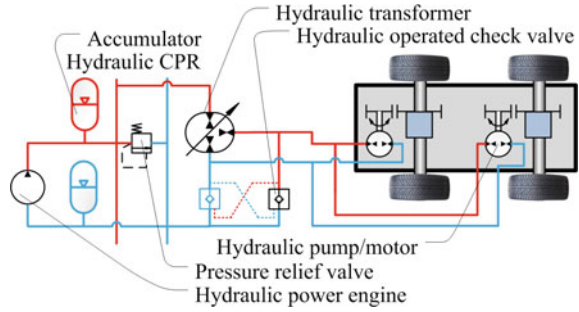 Hydraulic transformer
Accumulator
Hydraulic operated check valve
Hydraulic CPR
Hydraulic pump/motor
Pressure relief valve
Hydraulic power engine